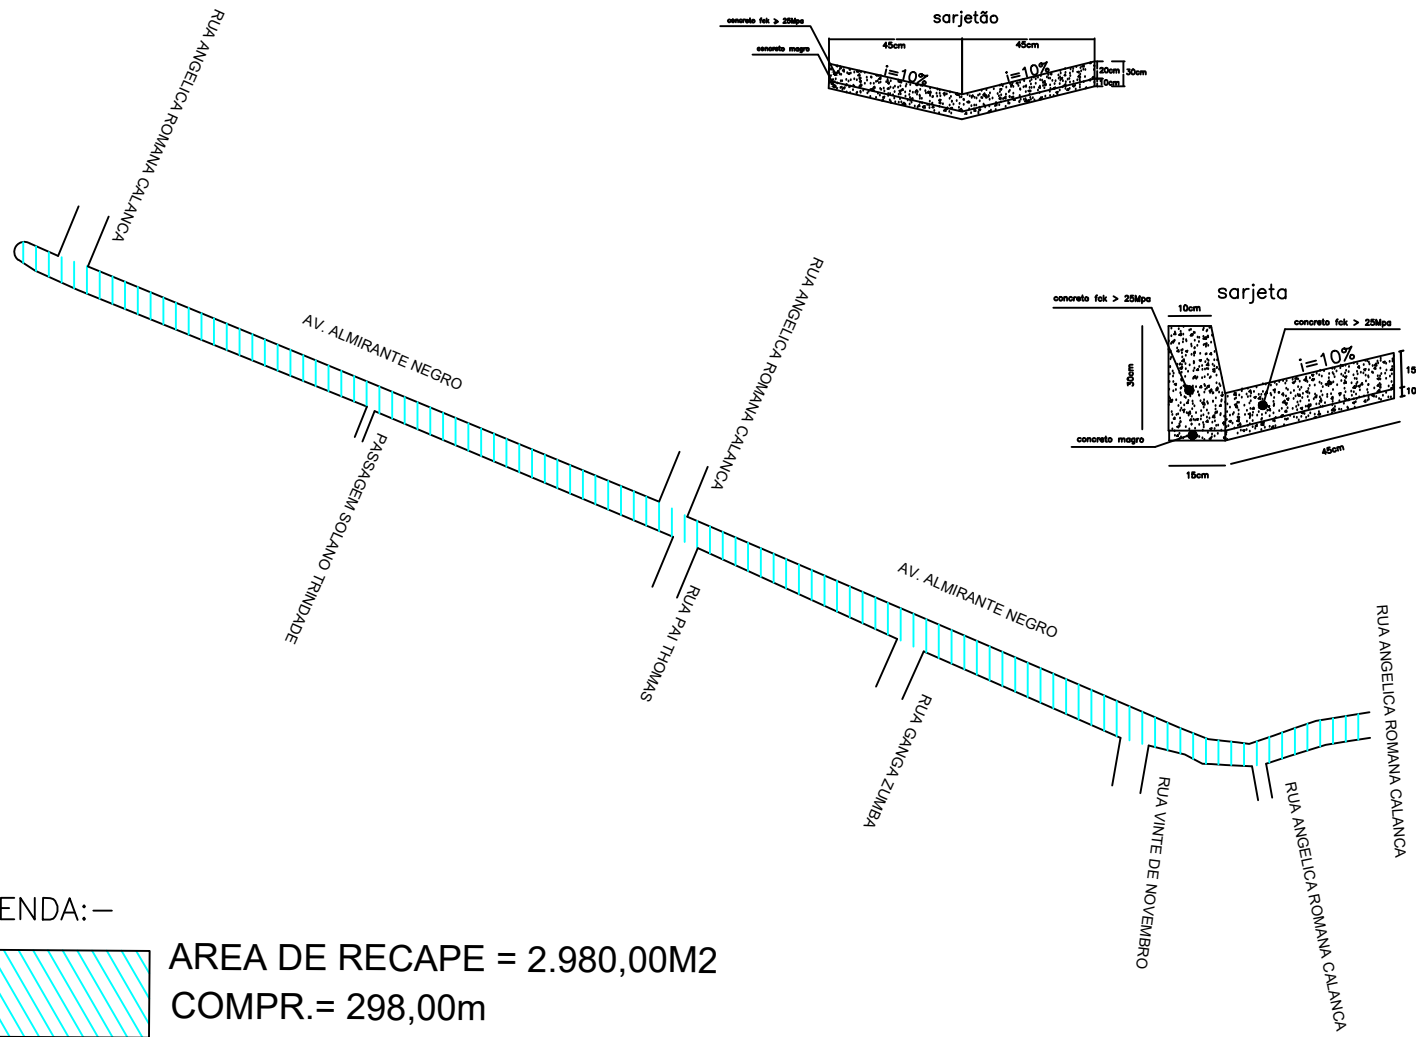 sarjetão
concreto fck > 25Mpa
concreto magro
45cm
45cm
i=10%
i=10%
20cm
10cm
30cm
RUA ANGELICA ROMANA CALANCA
AV. ALMIRANTE NEGRO
PASSAGEM SOLANO TRINDADE
RUA ANGELICA ROMANA CALANCA
RUA PAI THOMAS
sarjeta
concreto fck > 25Mpa
10cm
concreto fck > 25Mpa
i=10%
30cm
15
10
concreto magro
45cm
15cm
AV. ALMIRANTE NEGRO
RUA GANGA ZUMBA
RUA VINTE DE NOVEMBRO
RUA ANGELICA ROMANA CALANCA
RUA ANGELICA ROMANA CALANCA
ENDA:-
AREA DE RECAPE = 2.980,00M2
COMPR.= 298,00m